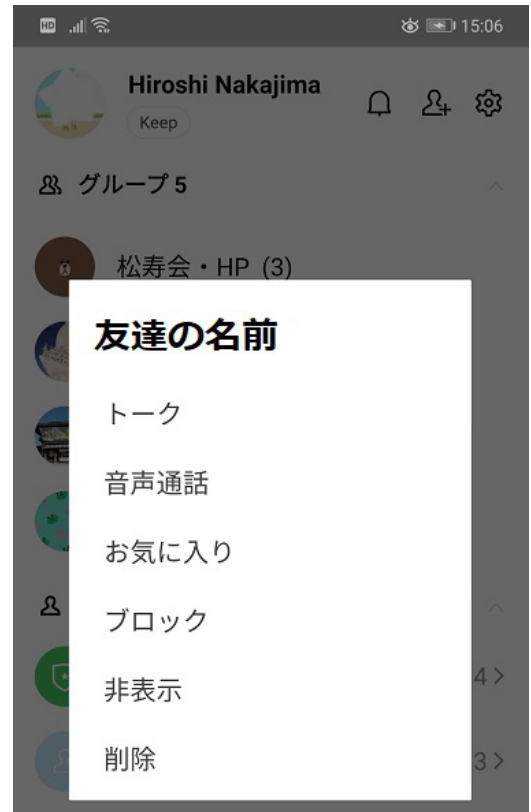 HD 15:06
Hiroshi Nakajima
Keep
グループ 5
松寿会・HP (3)
友達の名前
トーク
音声通話
お気に入り
ブロック
非表示
4 >
削除
3 >